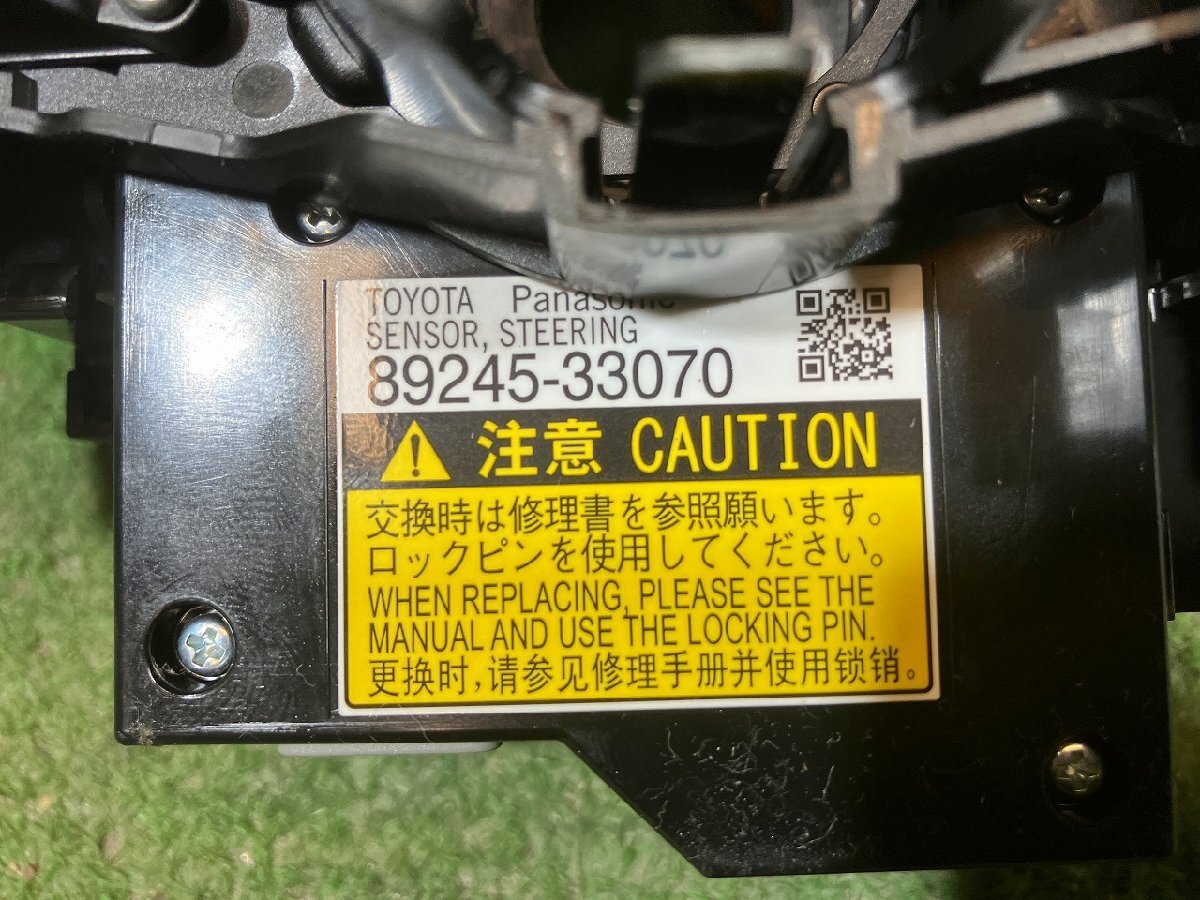 TOYOTA Panasonic
SENSOR, STEERING
89245-33070
注意 CAUTION
交換時は修理書を参照願います。
ロックピンを使用してください。
WHEN REPLACING, PLEASE SEE THE
MANUAL AND USE THE LOCKING PIN.
更换时,请参见修理手册并使用锁销。